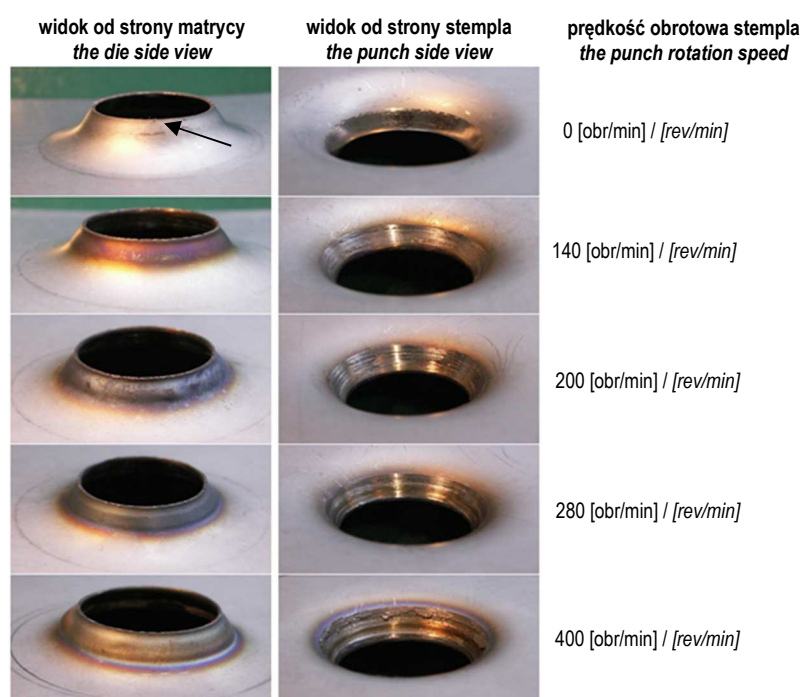 widok od strony matrycy
the die side view
widok od strony stempla
the punch side view
prędkość obrotowa stempla
the punch rotation speed
0 [obr/min] / [rev/min]
140 [obr/min] / [rev/min]
200 [obr/min] / [rev/min]
280 [obr/min] / [rev/min]
400 [obr/min] / [rev/min]